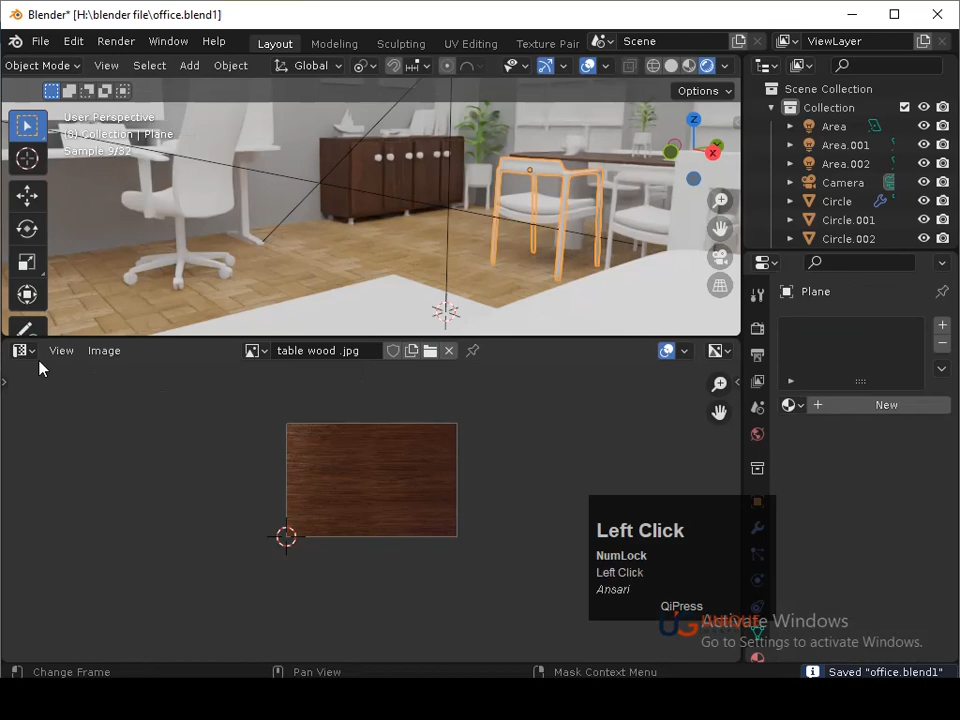 Blender* [H:\blender file\office.blend1]
File Edit Render Window Help Layout Modeling Sculpting UV Editing Texture Pair Scene ViewLayer
Object Mode View Select Add Object Global
Options
User Perspective
(8) Collection | Plane
Sample 9/32
Z
X
Scene Collection
Collection
Area
Area.001
Area.002
Camera
Circle
Circle.001
Circle.002
View Image table wood .jpg
Plane
New
Left Click
NumLock
Left Click
Ansari
QiPress
Activate Windows
Go to Settings to activate Windows.
Change Frame Pan View Mask Context Menu Saved "office.blend1"